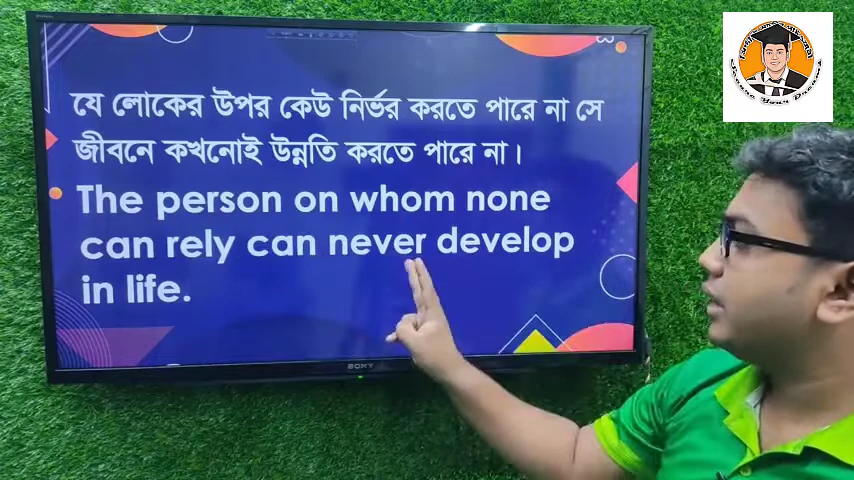 যে লোকের উপর কেউ নির্ভর করতে পারে না সে
জীবনে কখনোই উন্নতি করতে পারে না।
The person on whom none
can rely can never develop
in life.
SONY